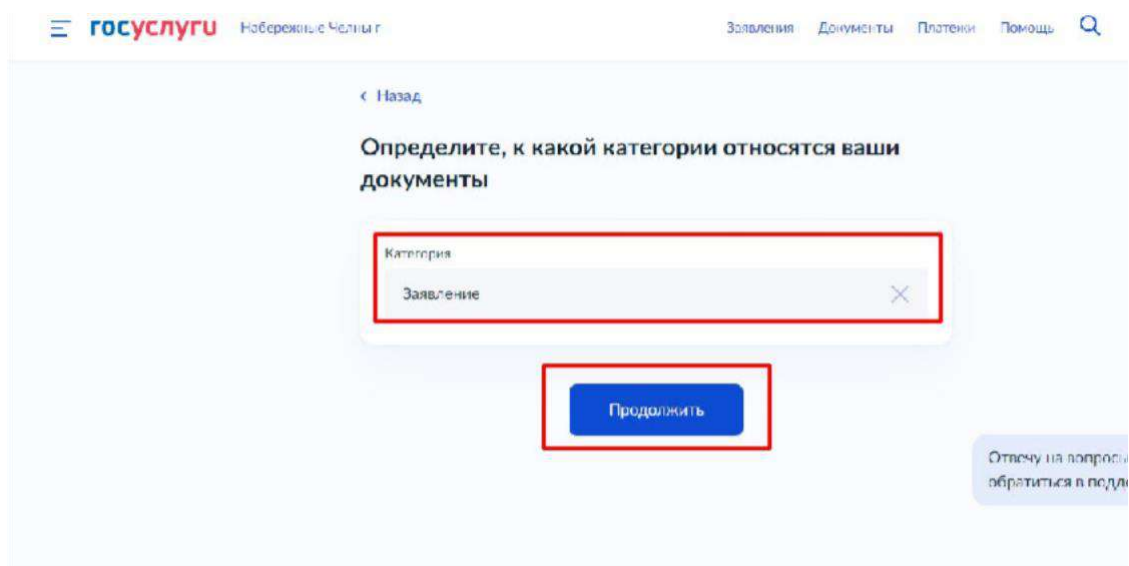 госуслуги Набережные Челны г Заявления Документы Платежи Помощь
Назад
Определите, к какой категории относятся ваши
документы
Категория
Заявление
Продолжить
Отвечу на вопросы
обратиться в